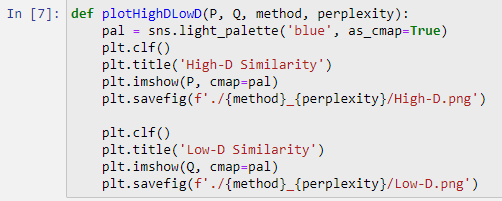 In [7]: def plotHighDLowD(P, Q, method, perplexity):
    pal = sns.light_palette('blue', as_cmap=True)
    plt.clf()
    plt.title('High-D Similarity')
    plt.imshow(P, cmap=pal)
    plt.savefig(f'./{method}_{perplexity}/High-D.png')

    plt.clf()
    plt.title('Low-D Similarity')
    plt.imshow(Q, cmap=pal)
    plt.savefig(f'./{method}_{perplexity}/Low-D.png')